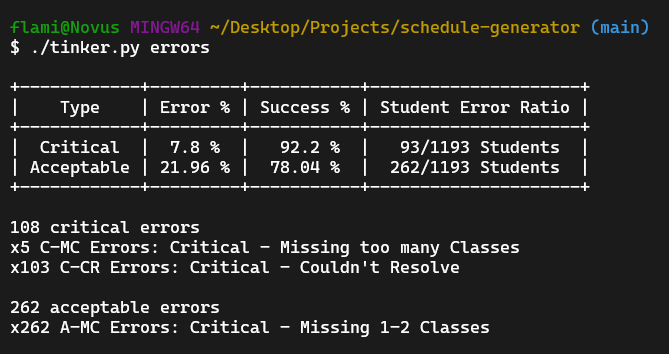 flami@Novus MINGW64 ~/Desktop/Projects/schedule-generator (main)
$ ./tinker.py errors
+------------+---------+-----------+---------------------+
|    Type    | Error % | Success % | Student Error Ratio |
+------------+---------+-----------+---------------------+
|  Critical  |  7.8 %  |   92.2 %  |   93/1193 Students  |
| Acceptable | 21.96 % |  78.04 %  |  262/1193 Students  |
+------------+---------+-----------+---------------------+
108 critical errors
x5 C-MC Errors: Critical - Missing too many Classes
x103 C-CR Errors: Critical - Couldn't Resolve
262 acceptable errors
x262 A-MC Errors: Critical - Missing 1-2 Classes